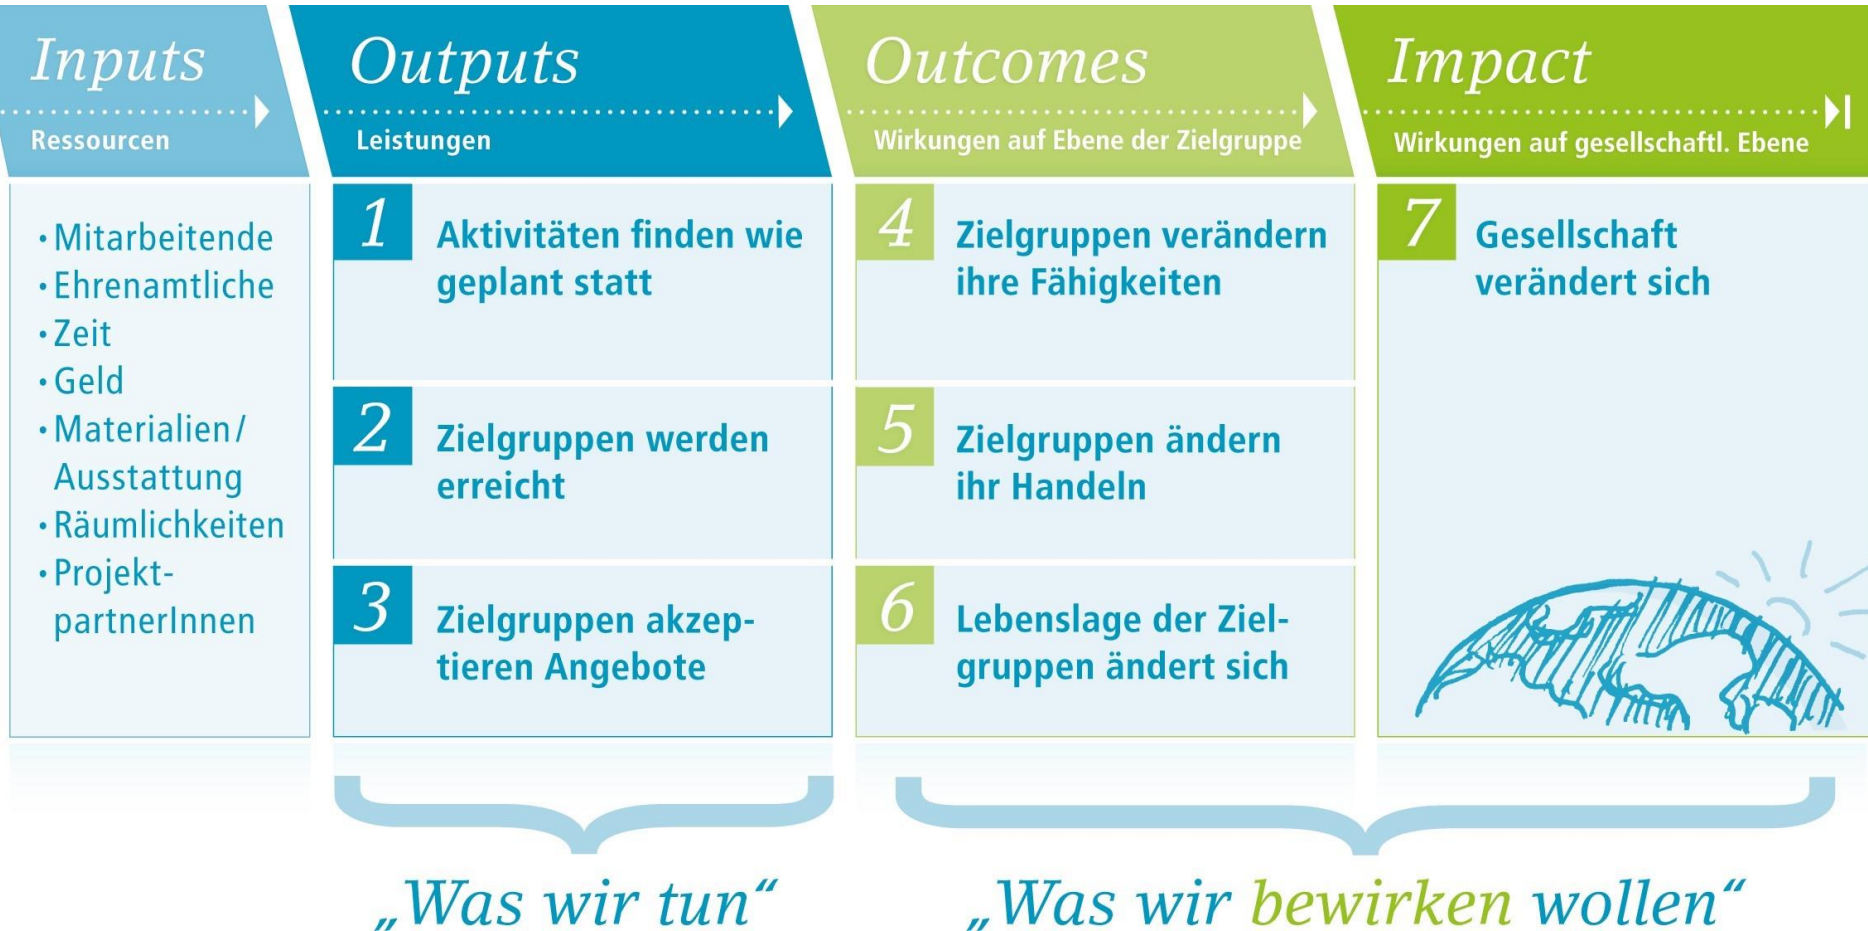 Inputs
Ressourcen
• Mitarbeitende
• Ehrenamtliche
• Zeit
• Geld
• Materialien/
Ausstattung
• Räumlichkeiten
• Projekt-
partnerInnen
Outputs
Leistungen
1
Aktivitäten finden wie
geplant statt
2
Zielgruppen werden
erreicht
3
Zielgruppen akzep-
tieren Angebote
Outcomes
Wirkungen auf Ebene der Zielgruppe
4
Zielgruppen verändern
ihre Fähigkeiten
5
Zielgruppen ändern
ihr Handeln
6
Lebenslage der Ziel-
gruppen ändert sich
Impact
Wirkungen auf gesellschaftl. Ebene
7
Gesellschaft
verändert sich
„Was wir tun“
„Was wir bewirken wollen“